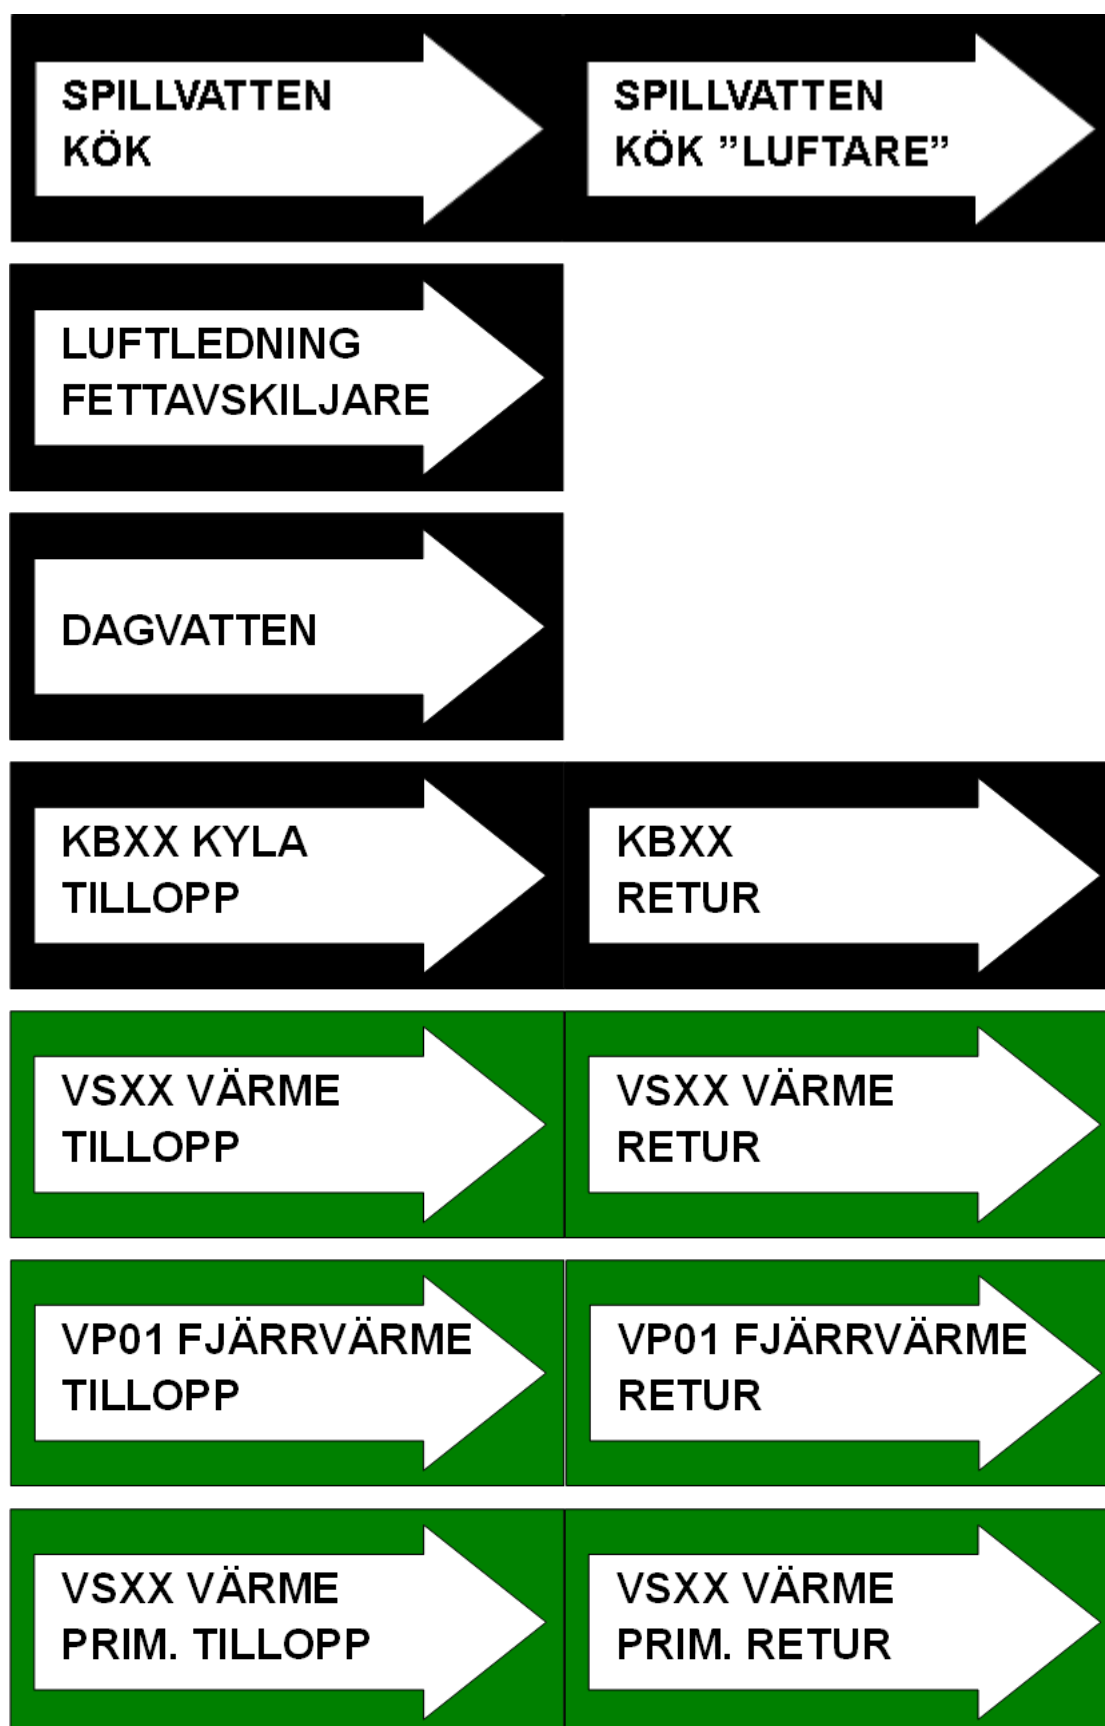 SPILLVATTEN
KÖK
SPILLVATTEN
KÖK ”LUFTARE”
LUFTLEDNING
FETTAVSKILJARE
DAGVATTEN
KBXX KYLA
TILLOPP
KBXX
RETUR
VSXX VÄRME
TILLOPP
VSXX VÄRME
RETUR
VP01 FJÄRRVÄRME
TILLOPP
VP01 FJÄRRVÄRME
RETUR
VSXX VÄRME
PRIM. TILLOPP
VSXX VÄRME
PRIM. RETUR